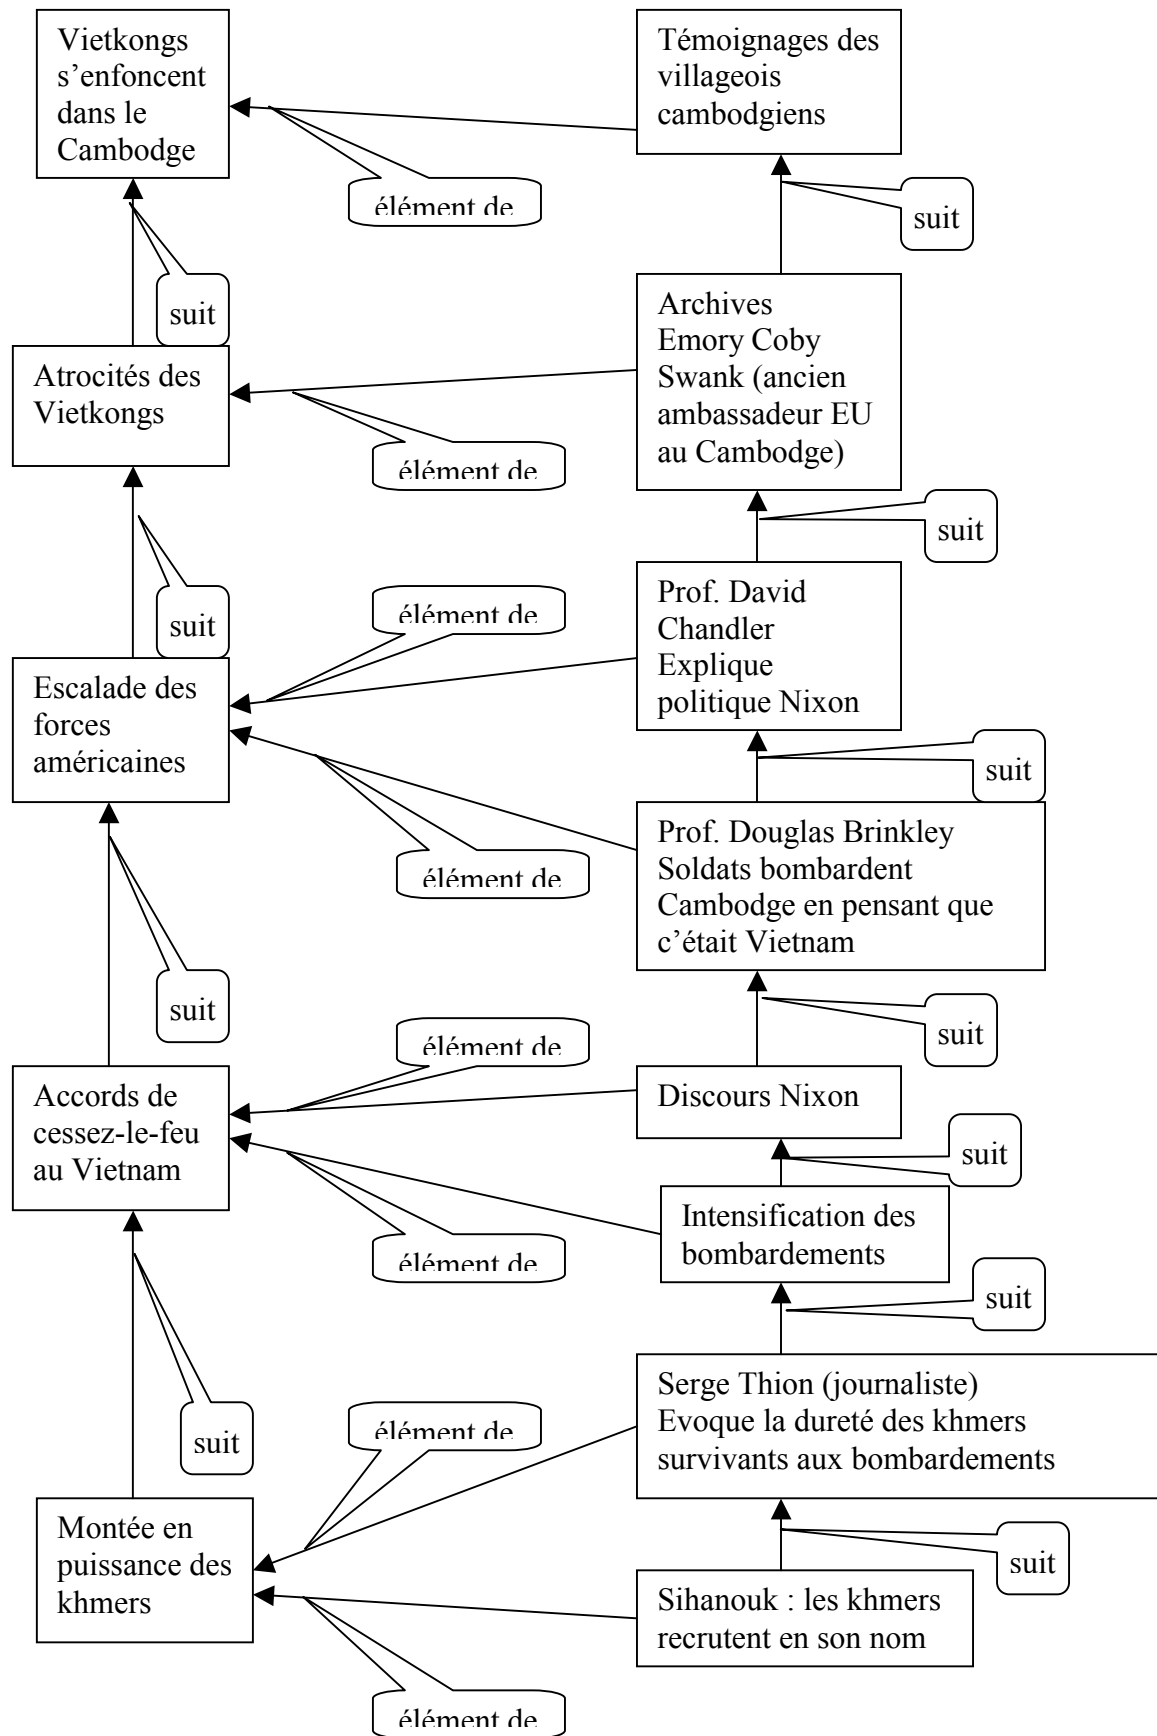 Vietkongs
s’enfoncent
dans le
Cambodge
Témoignages des
villageois
cambodgiens
élément de
suit
suit
Archives
Emory Coby
Swank (ancien
ambassadeur EU
au Cambodge)
Atrocités des
Vietkongs
élément de
suit
suit
Prof. David
Chandler
Explique
politique Nixon
élément de
Escalade des
forces
américaines
suit
élément de
Prof. Douglas Brinkley
Soldats bombardent
Cambodge en pensant que
c’était Vietnam
suit
suit
élément de
Accords de
cessez-le-feu
au Vietnam
Discours Nixon
suit
élément de
Intensification des
bombardements
suit
Serge Thion (journaliste)
Evoque la dureté des khmers
survivants aux bombardements
suit
élément de
Montée en
puissance des
khmers
suit
Sihanouk : les khmers
recrutent en son nom
élément de